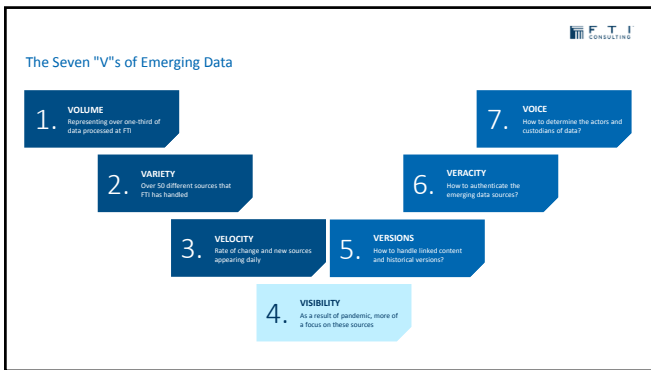 F T I
CONSULTING
The Seven "V"s of Emerging Data
1.
VOLUME
Representing over one-third of
data processed at FTI
2.
VARIETY
Over 50 different sources that
FTI has handled
3.
VELOCITY
Rate of change and new sources
appearing daily
4.
VISIBILITY
As a result of pandemic, more of
a focus on these sources
5.
VERSIONS
How to handle linked content
and historical versions?
6.
VERACITY
How to authenticate the
emerging data sources?
7.
VOICE
How to determine the actors and
custodians of data?